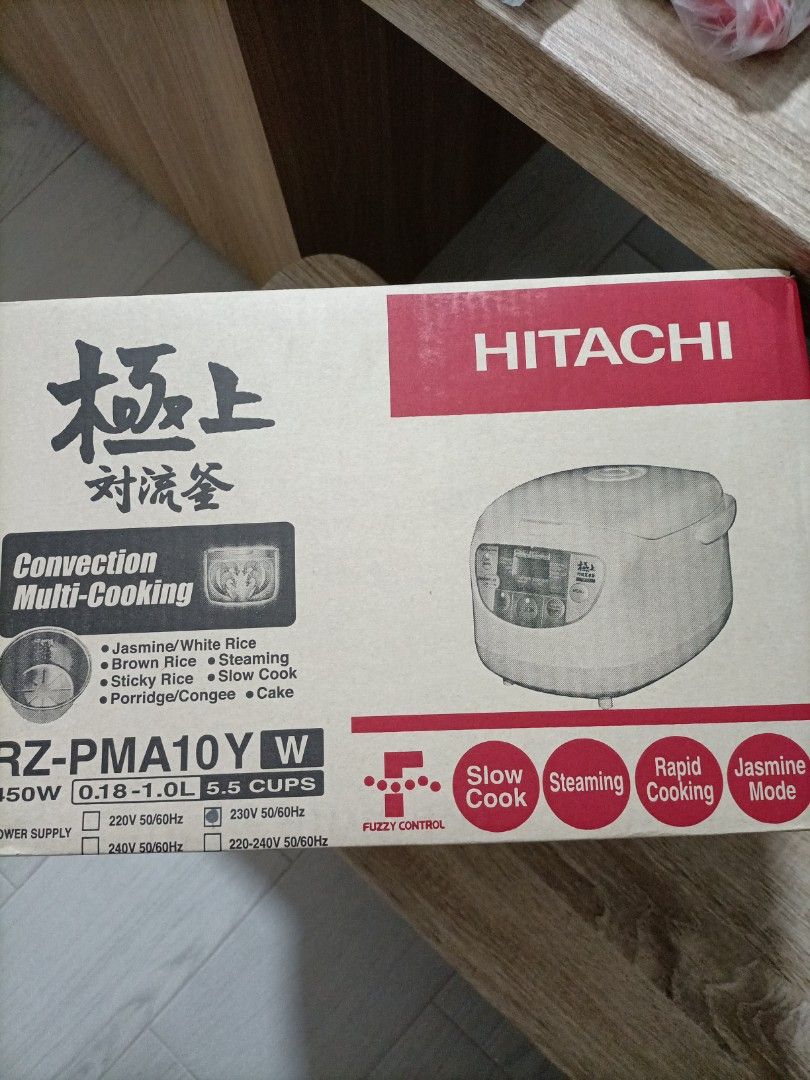 HITACHI
極上
対流釜
Convection
Multi-Cooking
• Jasmine/White Rice
• Brown Rice • Steaming
• Sticky Rice • Slow Cook
• Porridge/Congee • Cake
RZ-PMA10Y W
450W 0.18-1.0L 5.5 CUPS
POWER SUPPLY
220V 50/60Hz
230V 50/60Hz
240V 50/60Hz
220-240V 50/60Hz
FUZZY CONTROL
Slow
Cook
Steaming
Rapid
Cooking
Jasmine
Mode
極上